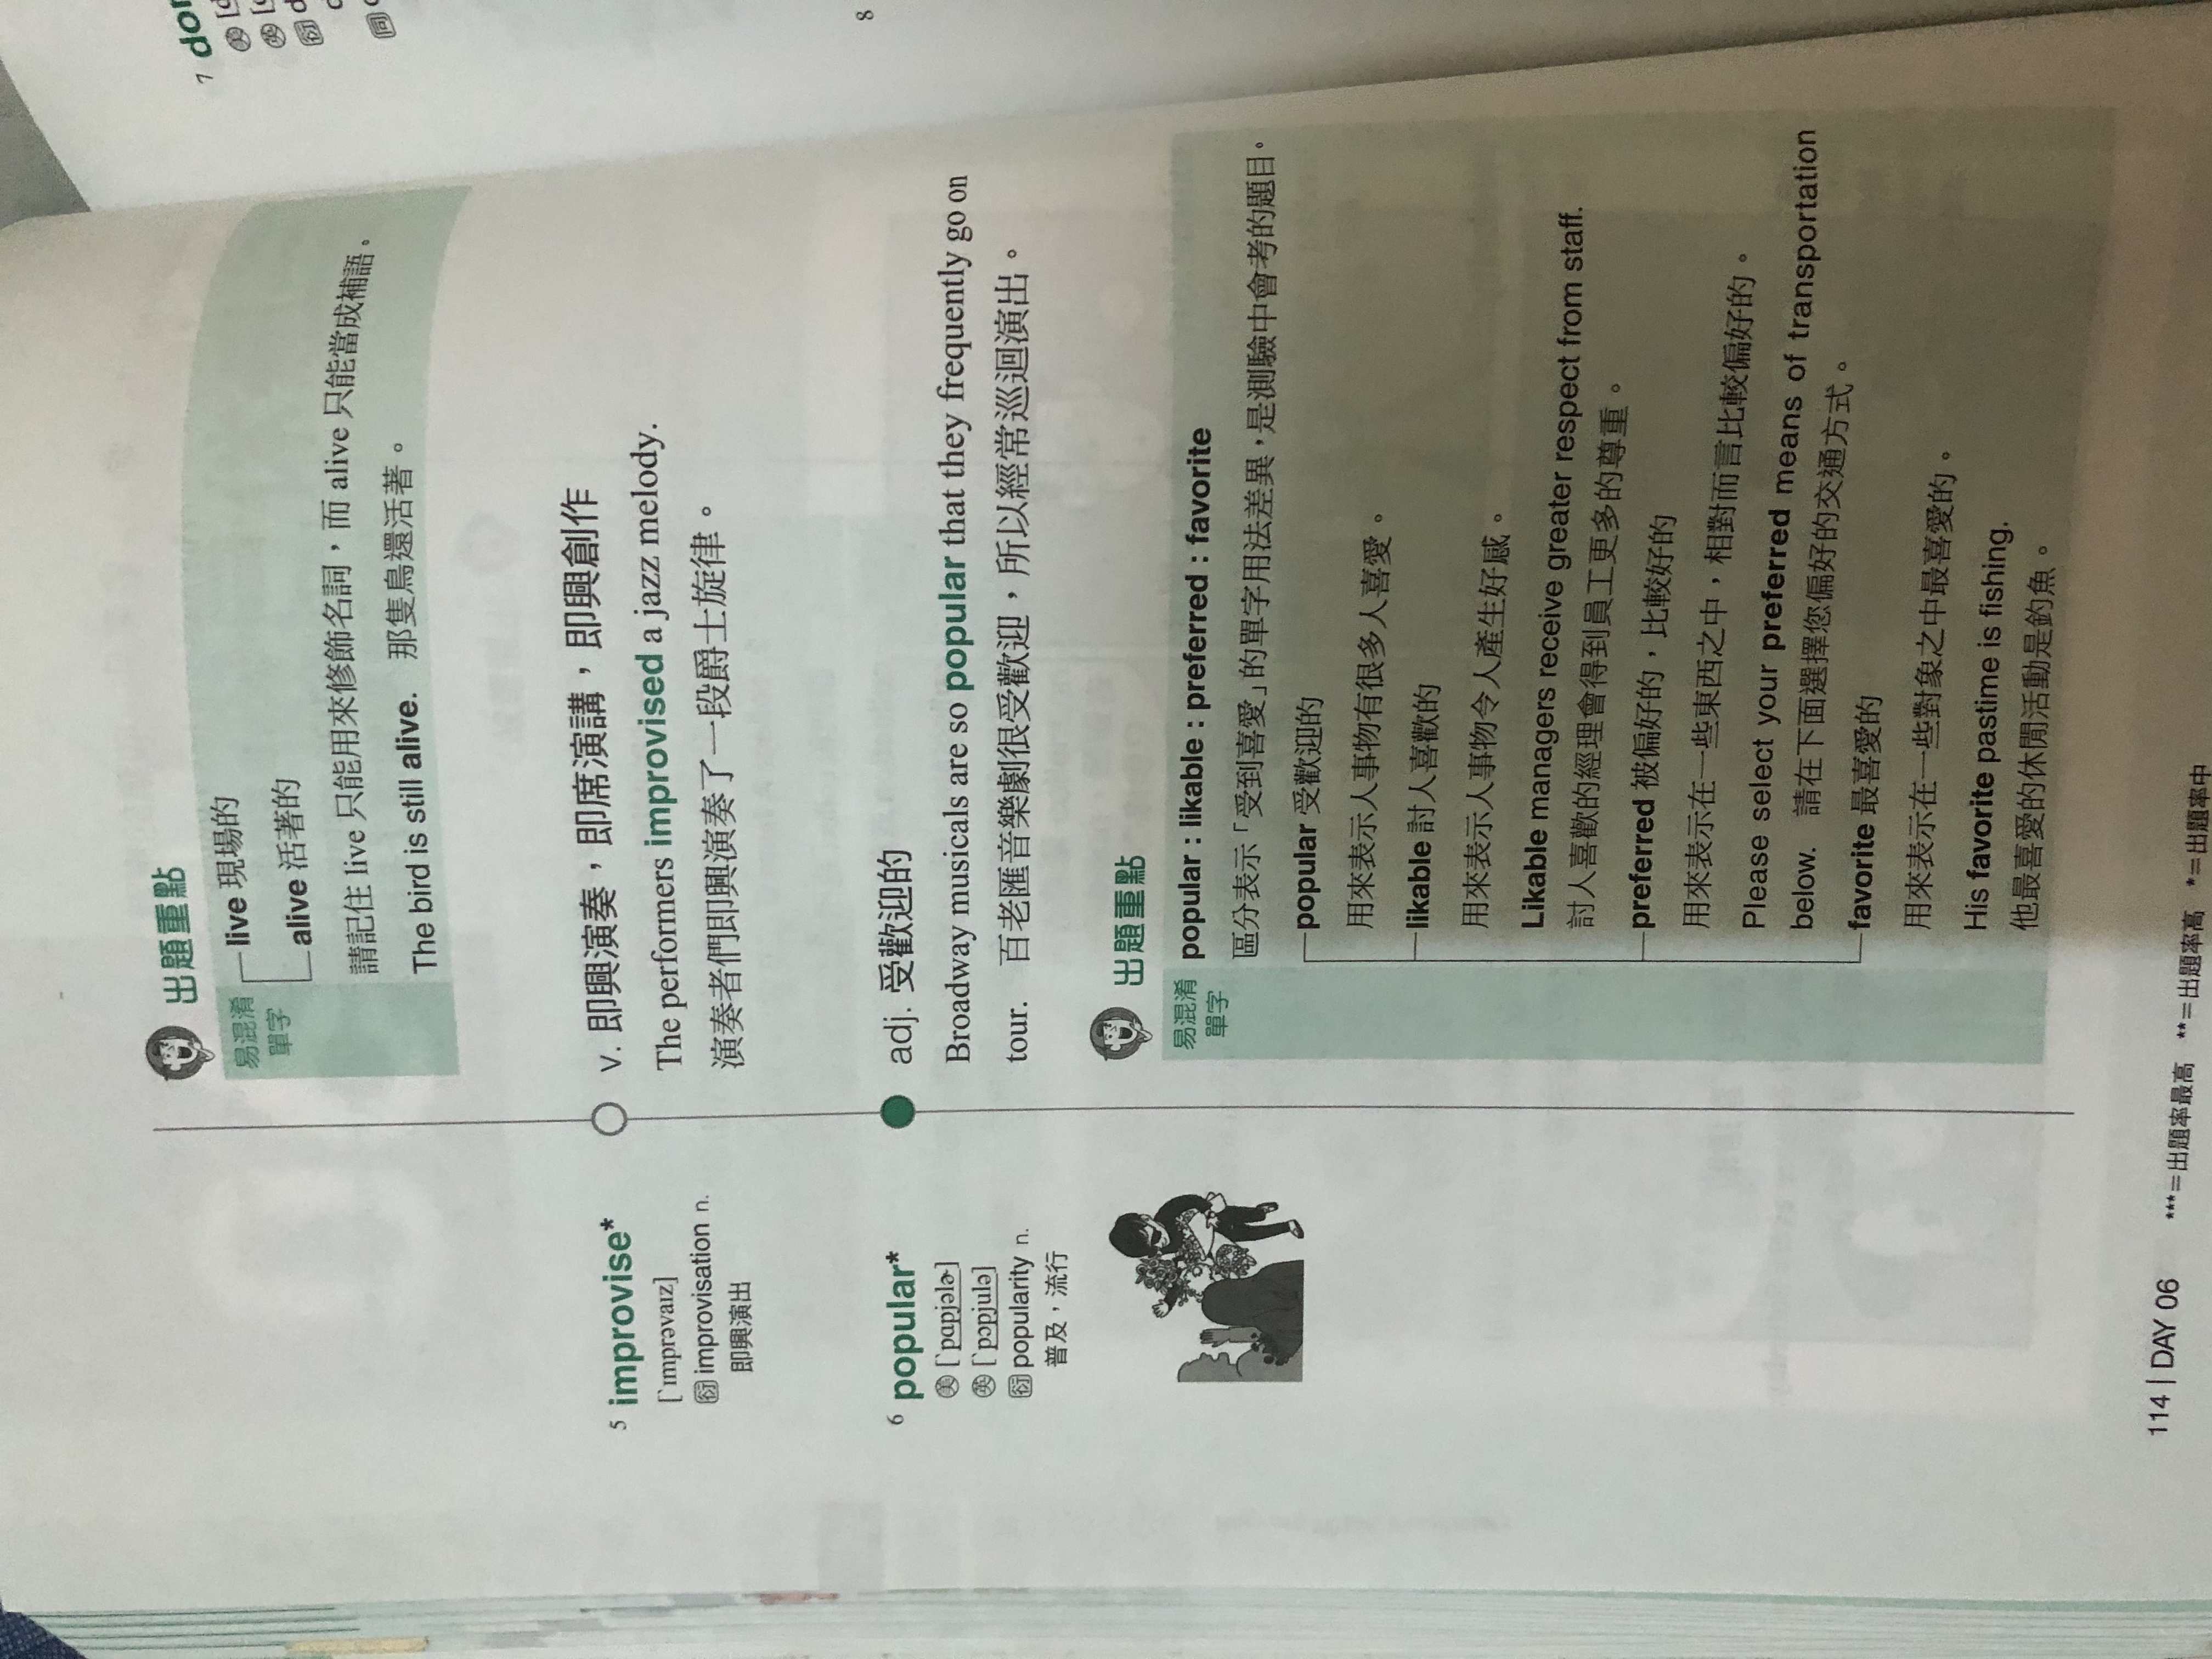 出題重點
易混淆
單字
live 現場的
alive 活著的
請記住 live 只能用來修飾名詞，而 alive 只能當成補語。
The bird is still alive. 那隻鳥還活著。
5 improvise*
[ˋɪmprəvaɪz]
衍 improvisation n.
即興演出
v. 即興演奏，即席演講，即興創作
The performers improvised a jazz melody.
演奏者們即興演奏了一段爵士旋律。
6 popular*
美 [ˋpɑpjələ˞]
英 [ˋpɔpjulə]
衍 popularity n.
普及，流行
adj. 受歡迎的
Broadway musicals are so popular that they frequently go on
tour. 百老匯音樂劇很受歡迎，所以經常巡迴演出。
出題重點
易混淆
單字
popular : likable : preferred : favorite
區分表示「受到喜愛」的單字用法差異，是測驗中會考的題目。
popular 受歡迎的
用來表示人事物有很多人喜愛。
likable 討人喜歡的
用來表示人事物令人產生好感。
Likable managers receive greater respect from staff.
討人喜歡的經理會得到員工更多的尊重。
preferred 被偏好的，比較好的
用來表示在一些東西之中，相對而言比較偏好的。
Please select your preferred means of transportation
below. 請在下面選擇您偏好的交通方式。
favorite 最喜愛的
用來表示在一些對象之中最喜愛的。
His favorite pastime is fishing.
他最喜愛的休閒活動是釣魚。
114 | DAY 06 ***＝出題率最高 **＝出題率高 *＝出題率中
7
美
英
衍
同
8